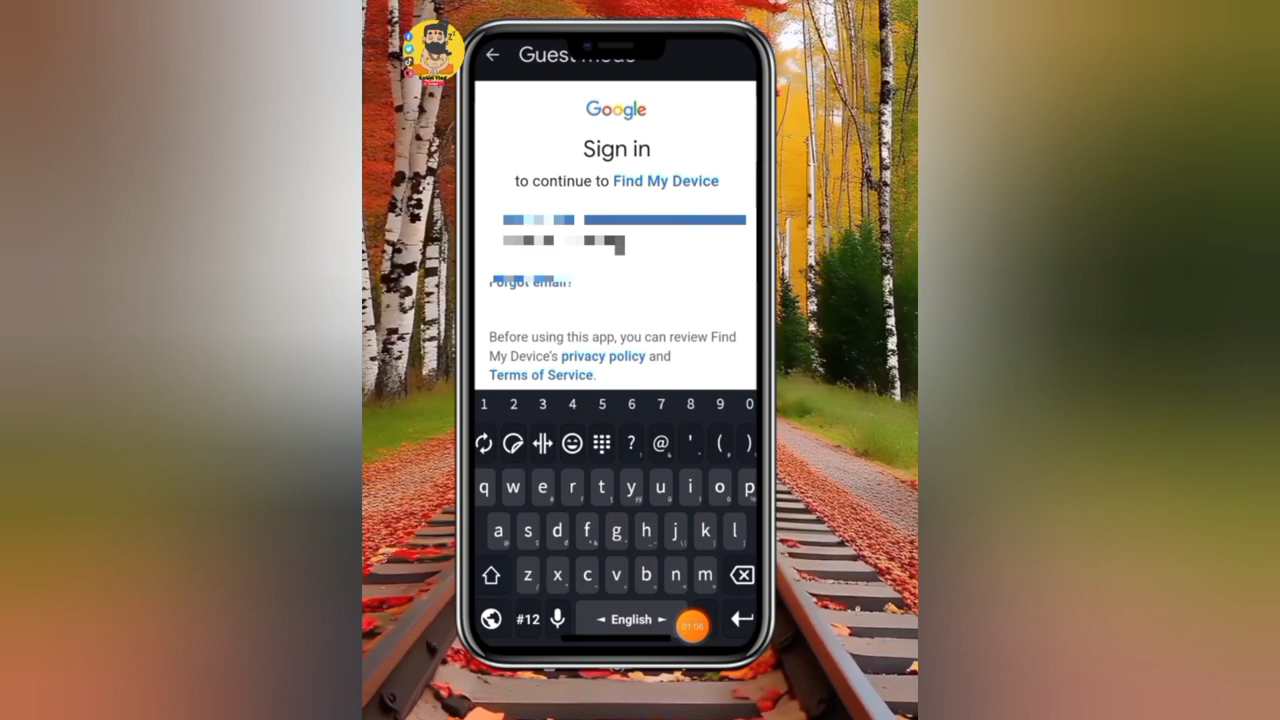 Guest mode
Google
Sign in
to continue to Find My Device
Forgot email?
Before using this app, you can review Find
My Device's privacy policy and
Terms of Service.
1 2 3 4 5 6 7 8 9 0
? @ ' ( )
q w e r t y u i o p
a s d f g h j k l
z x c v b n m
#12 ◄ English ►
01:06